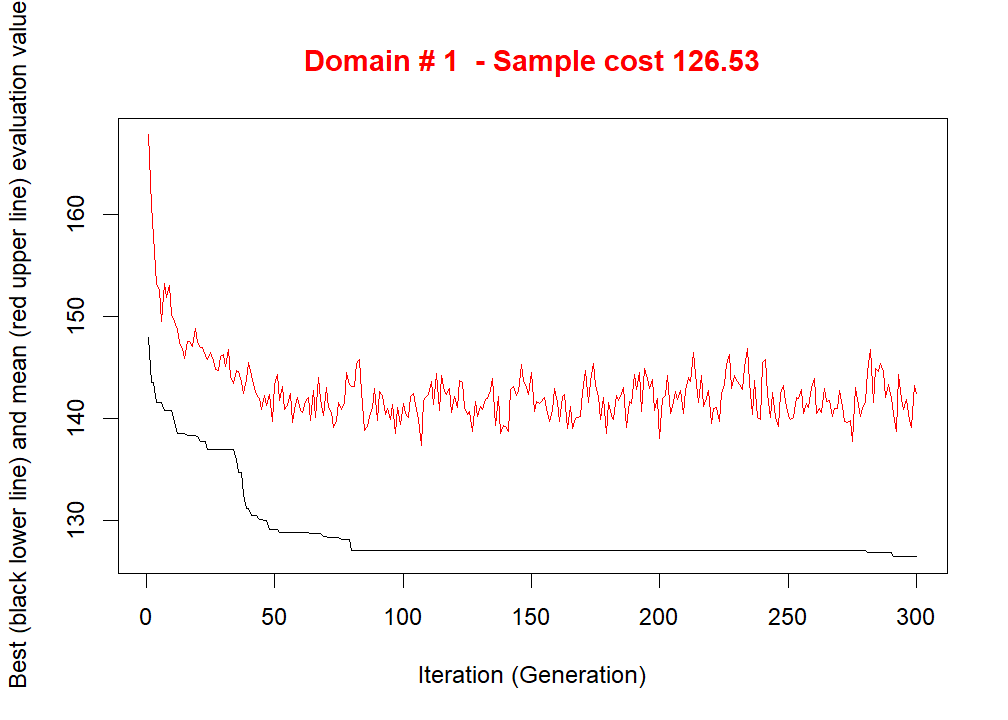 Domain # 1  - Sample cost 126.53
Best (black lower line) and mean (red upper line) evaluation value
160
150
140
130
0 50 100 150 200 250 300
Iteration (Generation)